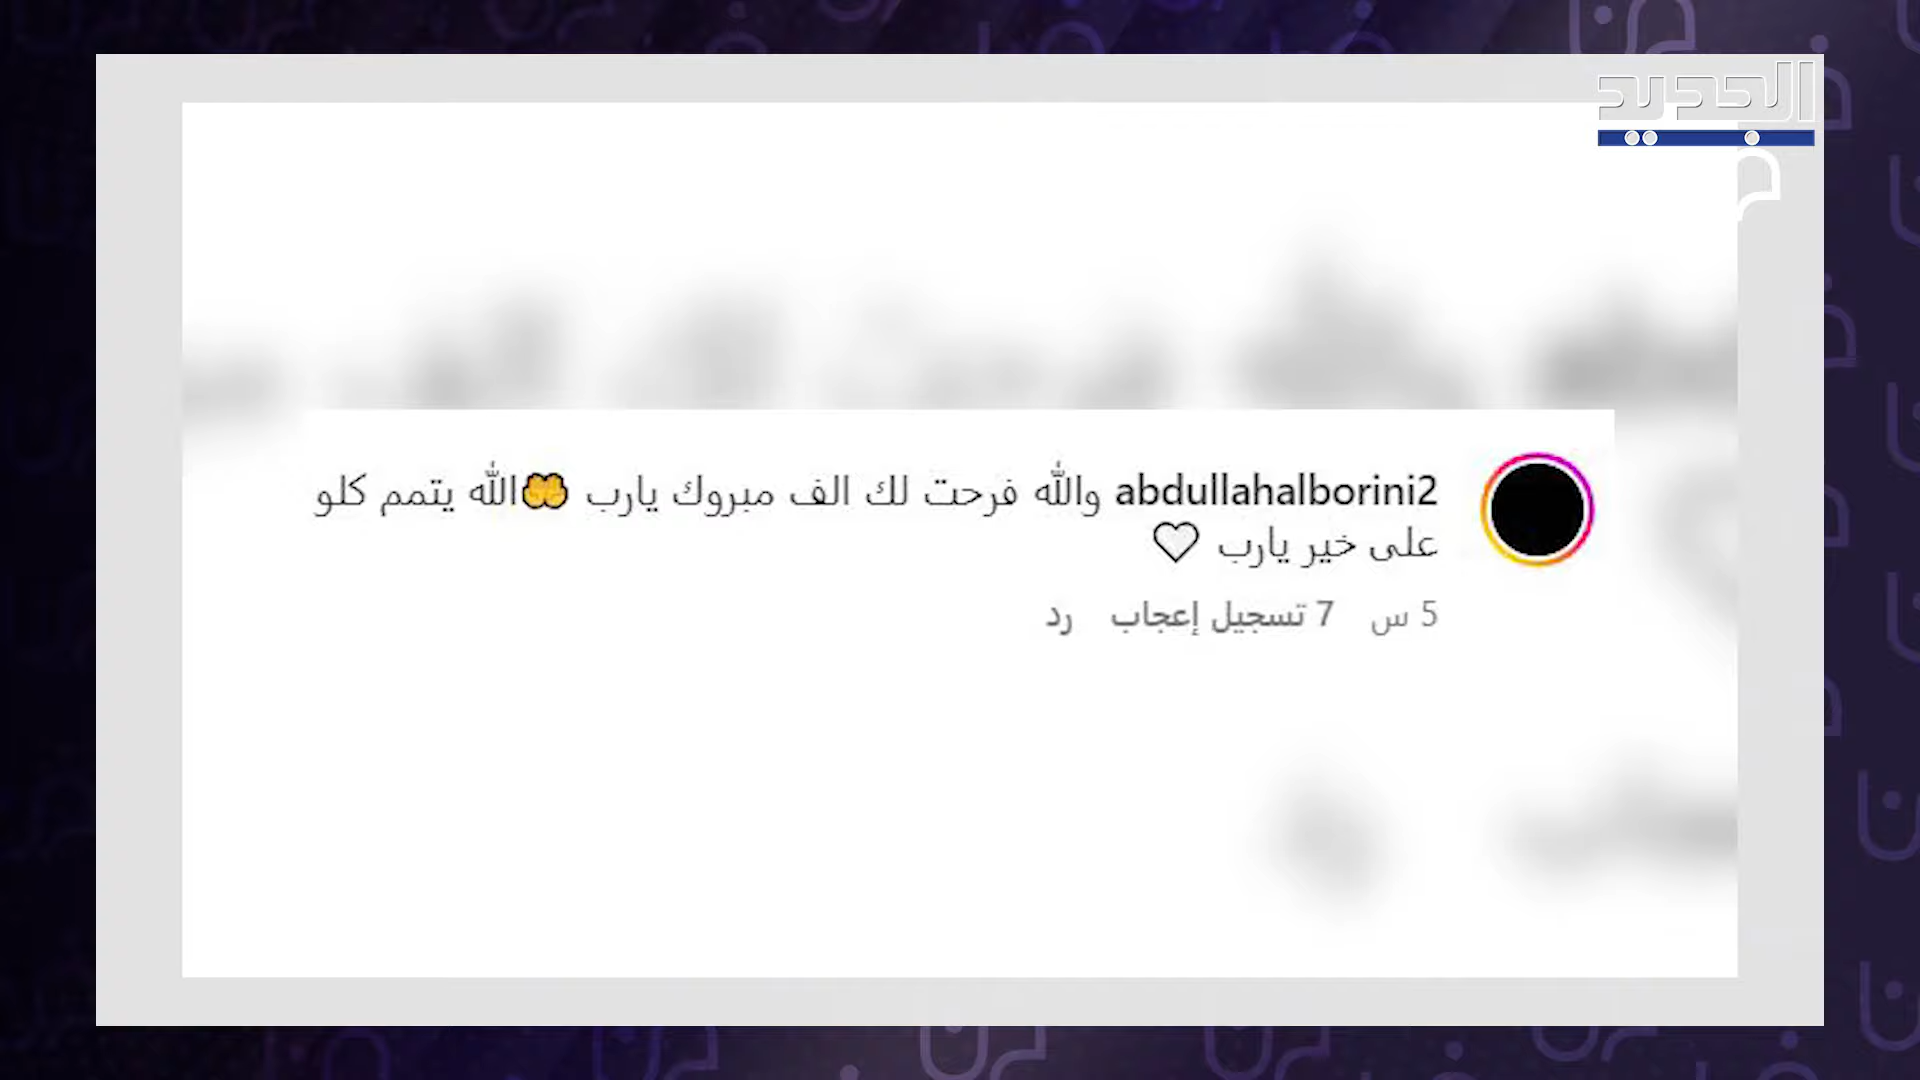 الجديد
abdullahalborini2 والله فرحت لك الف مبروك يارب 🤲الله يتمم كلو
على خير يارب 🤍
5 س 7 تسجيل إعجاب رد